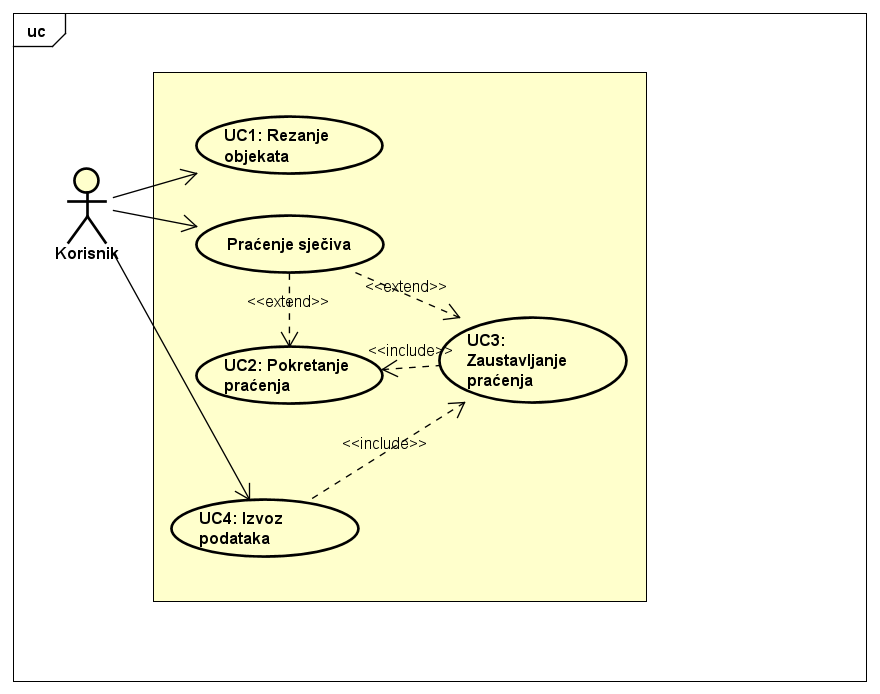 uc
UC1: Rezanje
objekata
Korisnik
Praćenje sječiva
<<extend>>
<<extend>>
UC2: Pokretanje
praćenja
<<include>>
UC3:
Zaustavljanje
praćenja
<<include>>
UC4: Izvoz
podataka